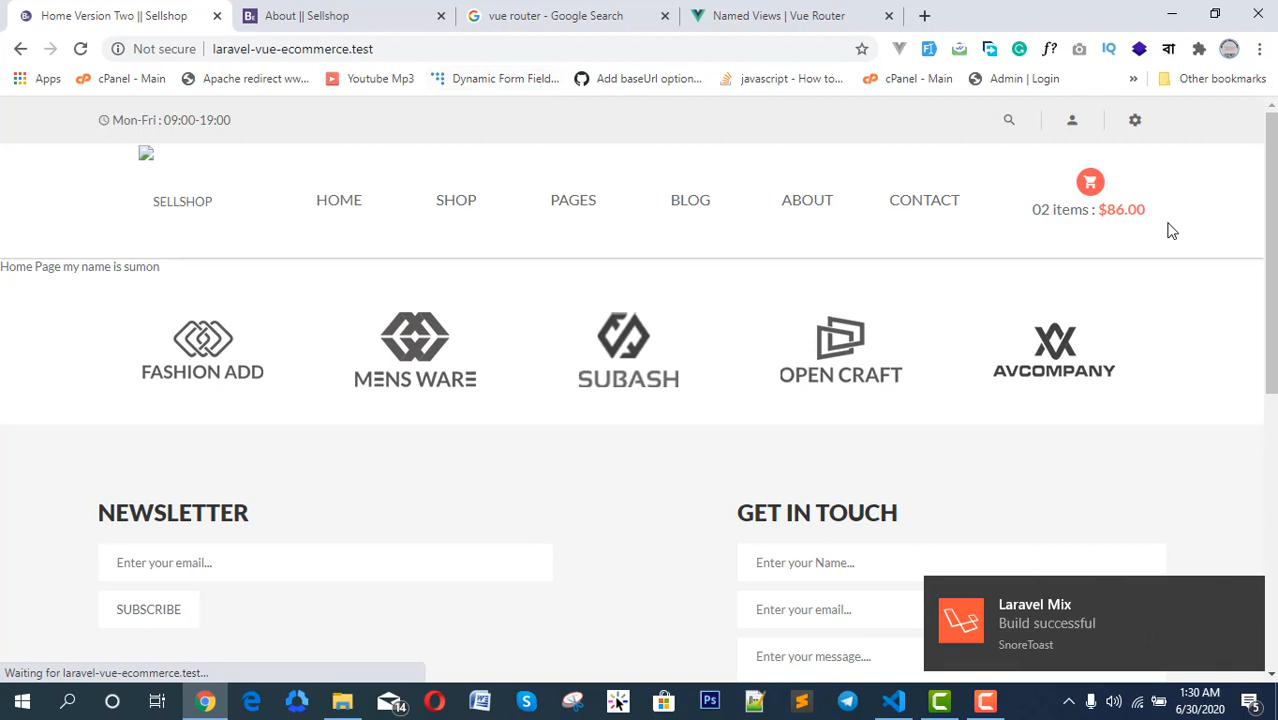 Home Version Two || Sellshop
About || Sellshop
vue router - Google Search
Named Views | Vue Router
Not secure
laravel-vue-ecommerce.test
Apps
cPanel - Main
Apache redirect ww...
Youtube Mp3
Dynamic Form Field...
Add baseUrl option...
javascript - How to...
cPanel - Main
Admin | Login
Other bookmarks
Mon-Fri : 09:00-19:00
SELLSHOP
HOME
SHOP
PAGES
BLOG
ABOUT
CONTACT
02 items : $86.00
Home Page my name is sumon
FASHION ADD
MENS WARE
SUBASH
OPEN CRAFT
AVCOMPANY
NEWSLETTER
Enter your email...
SUBSCRIBE
GET IN TOUCH
Enter your Name...
Enter your email...
Enter your message....
Laravel Mix
Build successful
SnoreToast
Waiting for laravel-vue-ecommerce.test...
14
1:30 AM
6/30/2020
5